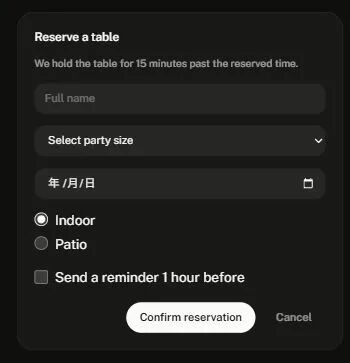 Reserve a table
We hold the table for 15 minutes past the reserved time.
Full name
Select party size
年 /月/日
Indoor
Patio
Send a reminder 1 hour before
Confirm reservation
Cancel